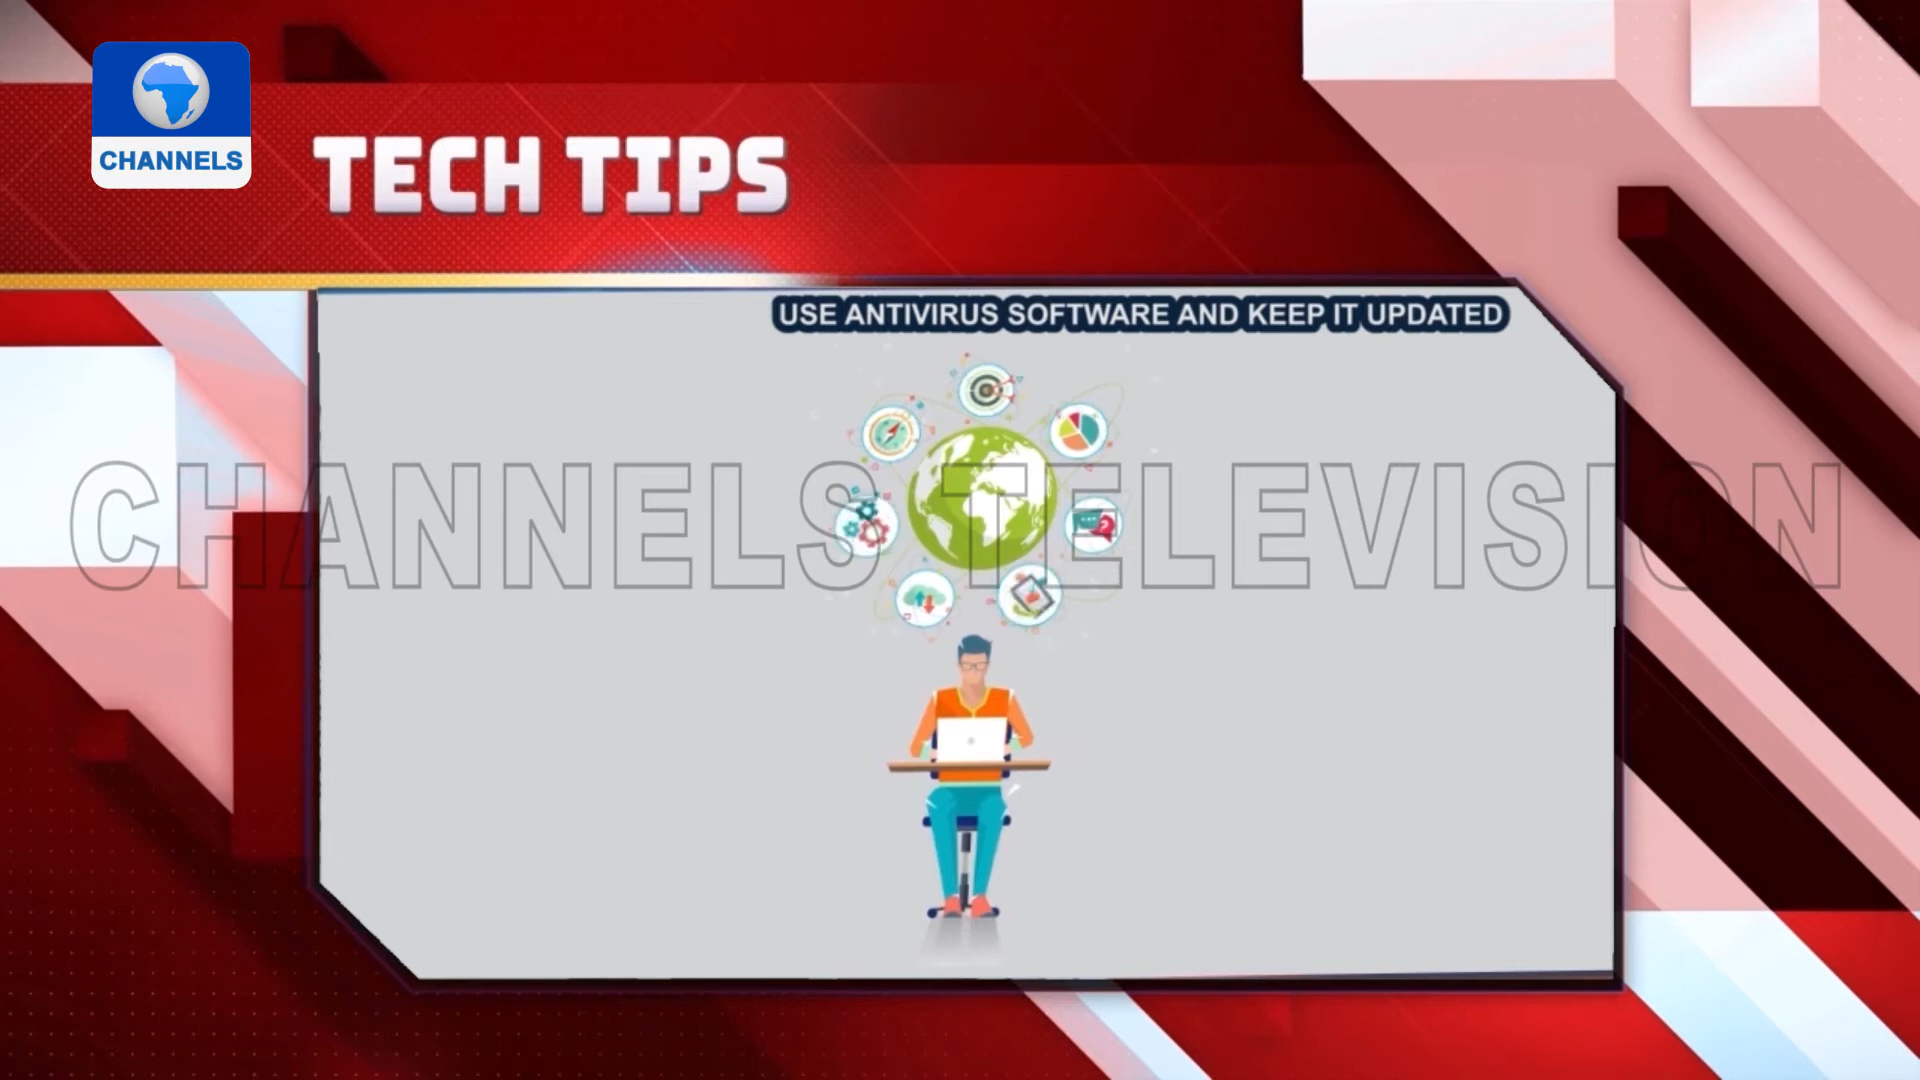 CHANNELS
TECH TIPS
USE ANTIVIRUS SOFTWARE AND KEEP IT UPDATED
CHANNELS TELEVISION